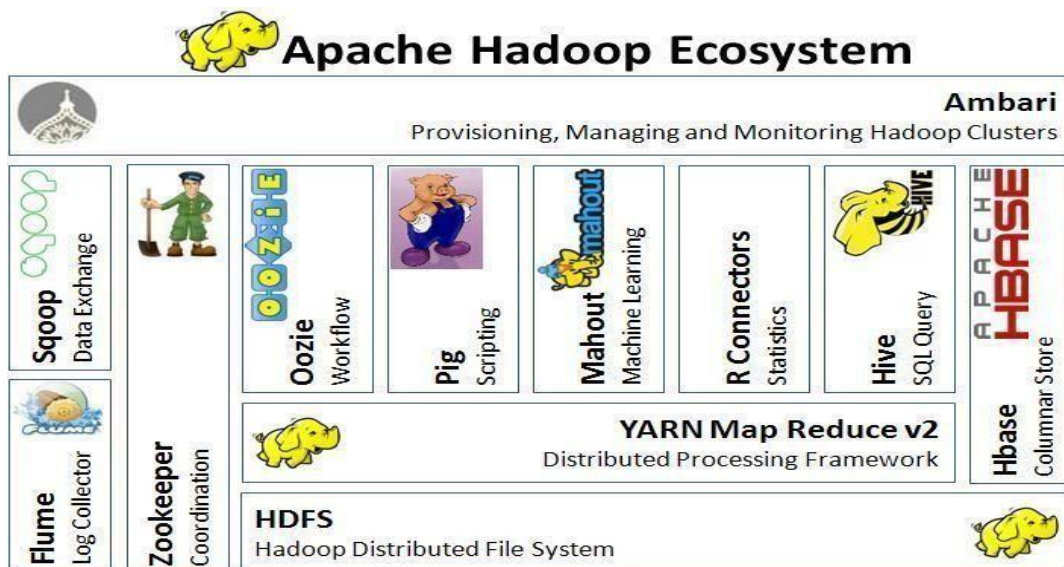 Apache Hadoop Ecosystem
Ambari
Provisioning, Managing and Monitoring Hadoop Clusters
sqoop
Sqoop
Data Exchange
FLUME
Flume
Log Collector
Zookeeper
Coordination
OOZIE
Oozie
Workflow
Pig
Scripting
mahout
Mahout
Machine Learning
R Connectors
Statistics
HIVE
Hive
SQL Query
APACHE
HBASE
Hbase
Columnar Store
YARN Map Reduce v2
Distributed Processing Framework
HDFS
Hadoop Distributed File System